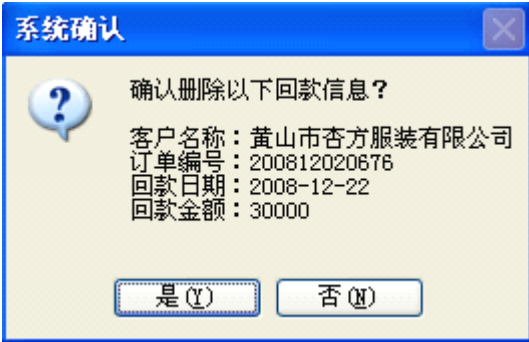 系统确认
确认删除以下回款信息？
客户名称：黄山市杏方服装有限公司
订单编号：200812020676
回款日期：2008-12-22
回款金额：30000
是(Y)
否(N)